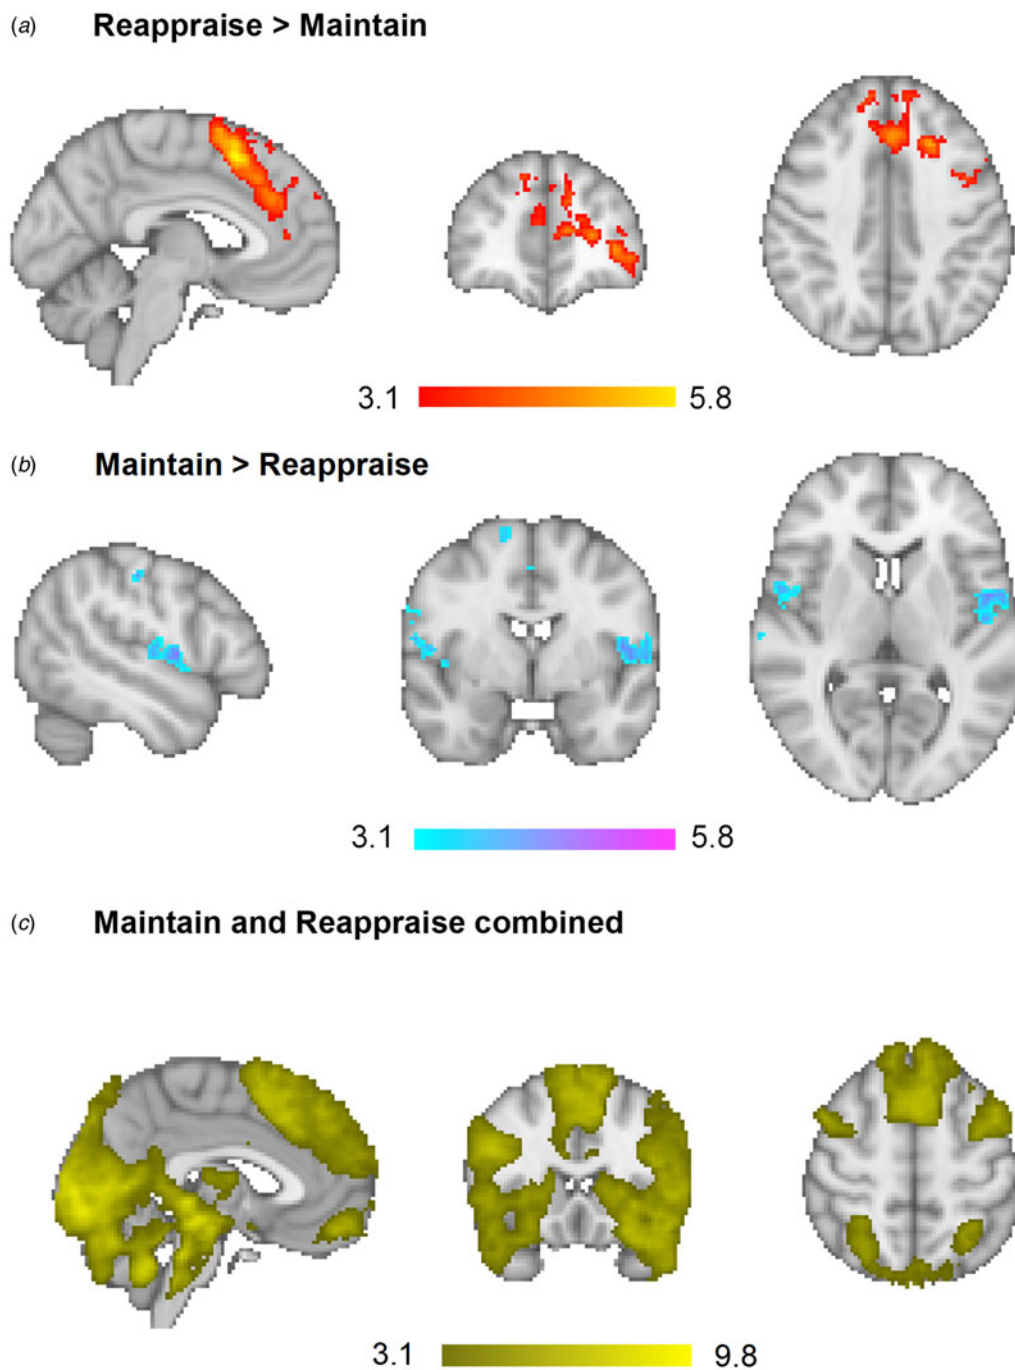 (a) Reappraise > Maintain
3.1 5.8
(b) Maintain > Reappraise
3.1 5.8
(c) Maintain and Reappraise combined
3.1 9.8